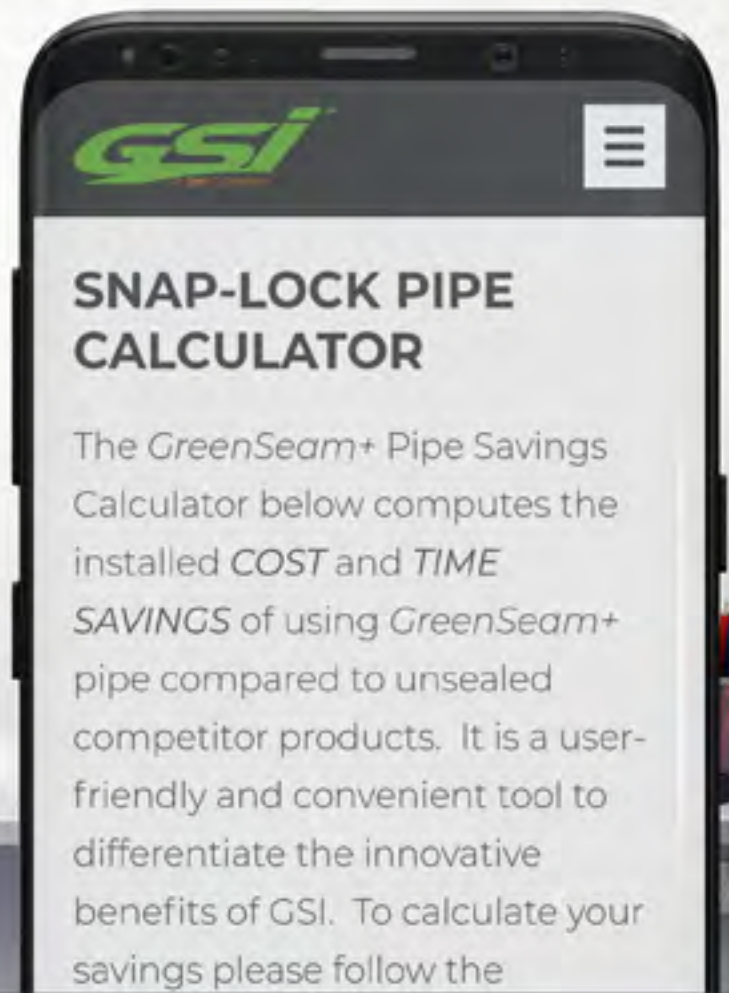 GSi
SNAP-LOCK PIPE
CALCULATOR
The GreenSeam+ Pipe Savings
Calculator below computes the
installed COST and TIME
SAVINGS of using GreenSeam+
pipe compared to unsealed
competitor products.  It is a user-
friendly and convenient tool to
differentiate the innovative
benefits of GSI.  To calculate your
savings please follow the